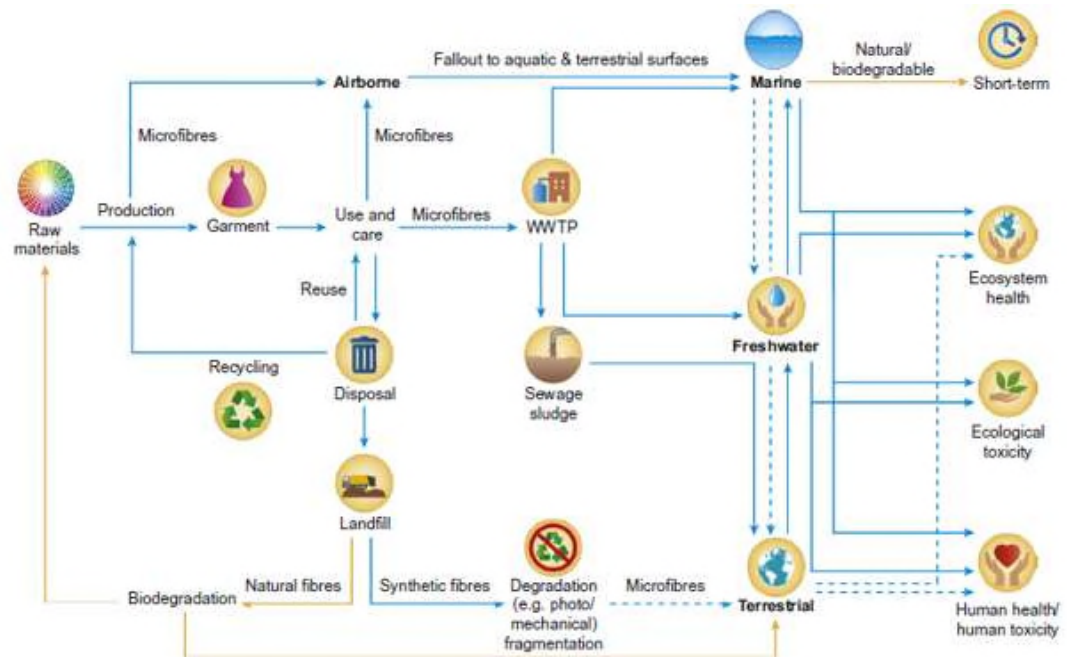 Fallout to aquatic & terrestrial surfaces
Natural/
biodegradable
Airborne
Marine
Short-term
Microfibres
Microfibres
Production
Raw
materials
Garment
Use and
care
Microfibres
WWTP
Ecosystem
health
Reuse
Freshwater
Recycling
Disposal
Sewage
sludge
Ecological
toxicity
Landfill
Natural fibres
Synthetic fibres
Biodegradation
Degradation
(e.g. photo/
mechanical)
fragmentation
Microfibres
Terrestrial
Human health/
human toxicity